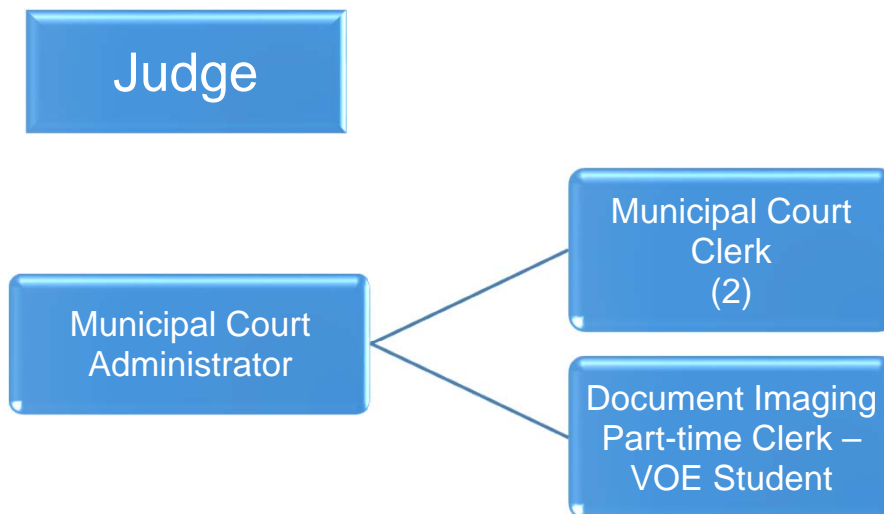 Judge
Municipal Court
Administrator
Municipal Court
Clerk
(2)
Document Imaging
Part-time Clerk –
VOE Student